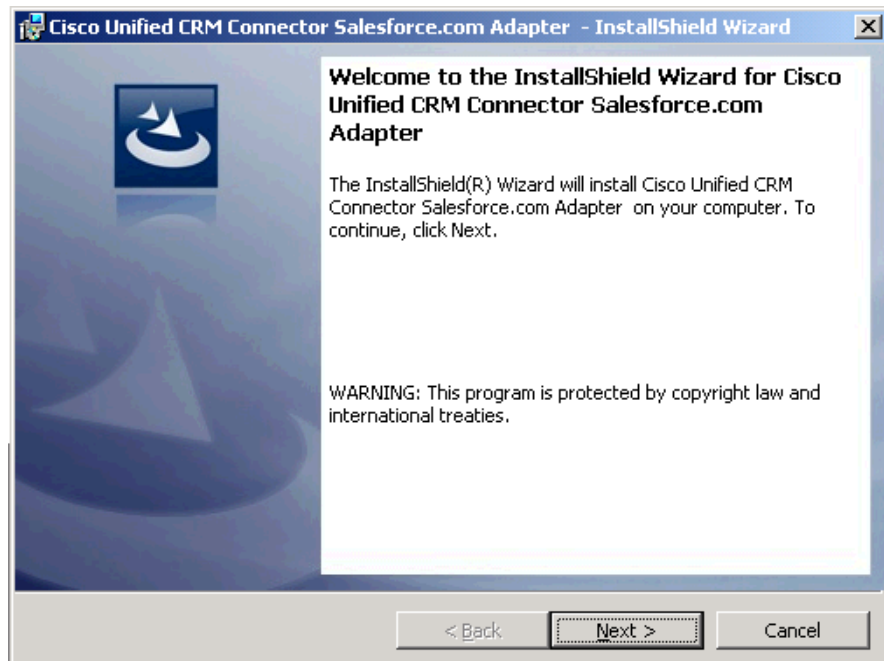 Cisco Unified CRM Connector Salesforce.com Adapter - InstallShield Wizard
Welcome to the InstallShield Wizard for Cisco
Unified CRM Connector Salesforce.com
Adapter
The InstallShield(R) Wizard will install Cisco Unified CRM
Connector Salesforce.com Adapter on your computer. To
continue, click Next.
WARNING: This program is protected by copyright law and
international treaties.
< Back
Next >
Cancel